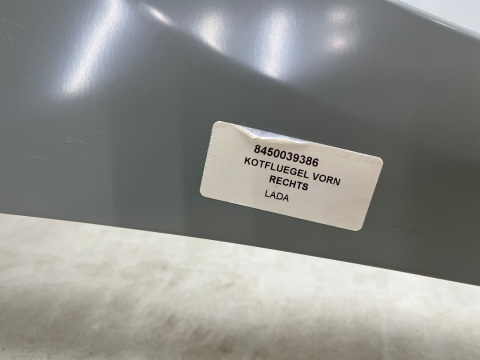 8450039386
KOTFLUEGEL VORN
RECHTS
LADA